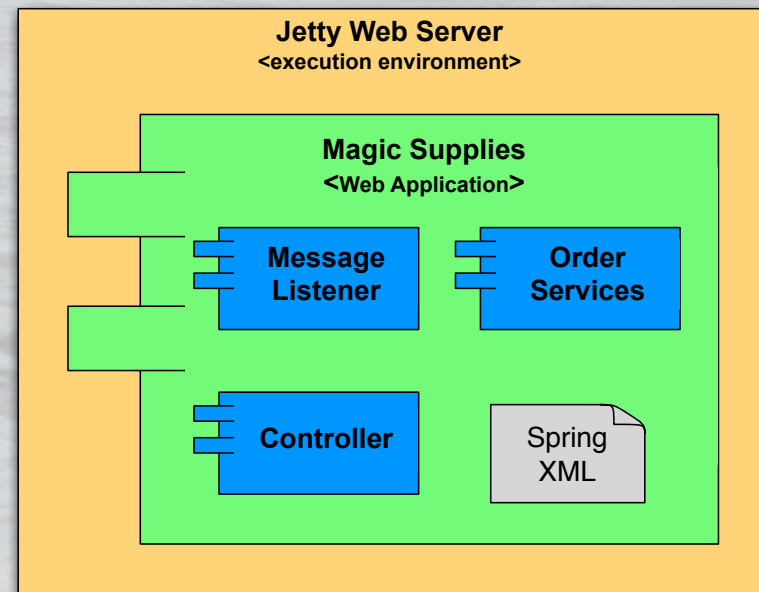 Jetty Web Server
<execution environment>
Magic Supplies
<Web Application>
Message
Listener
Order
Services
Controller
Spring
XML